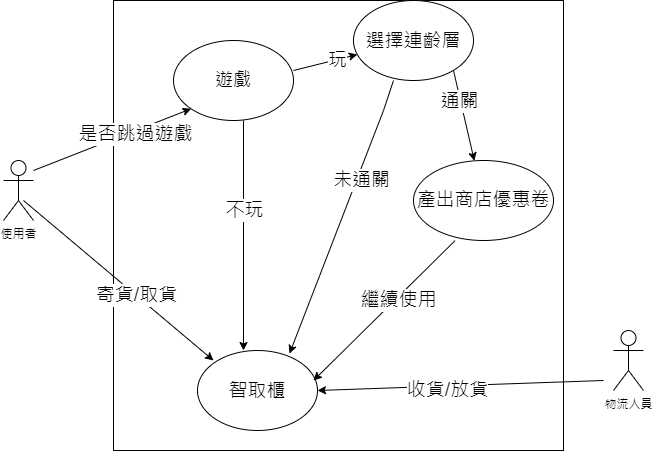 選擇連齡層
遊戲
玩
通關
是否跳過遊戲
未通關
產出商店優惠卷
不玩
使用者
寄貨/取貨
繼續使用
智取櫃
收貨/放貨
物流人員